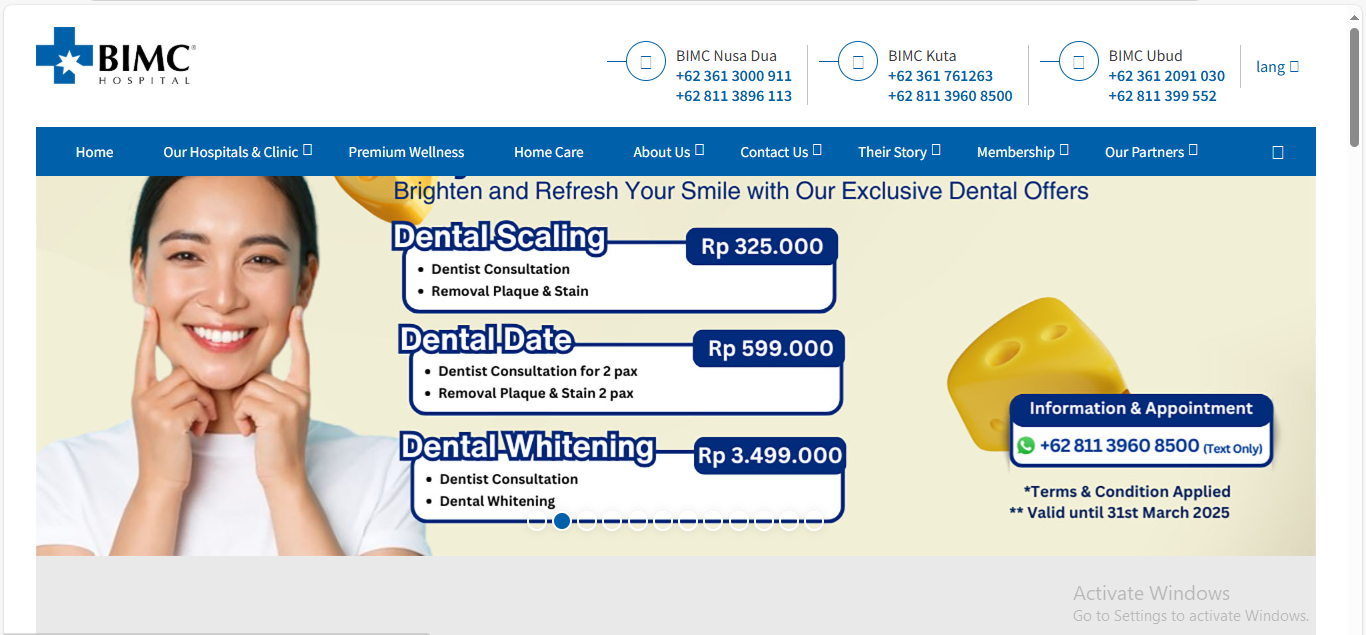 BIMC
HOSPITAL
BIMC Nusa Dua
+62 361 3000 911
+62 811 3896 113
BIMC Kuta
+62 361 761263
+62 811 3960 8500
BIMC Ubud
+62 361 2091 030
+62 811 399 552
lang
Home
Our Hospitals & Clinic
Premium Wellness
Home Care
About Us
Contact Us
Their Story
Membership
Our Partners
Brighten and Refresh Your Smile with Our Exclusive Dental Offers
Dental Scaling
Rp 325.000
• Dentist Consultation
• Removal Plaque & Stain
Dental Date
Rp 599.000
• Dentist Consultation for 2 pax
• Removal Plaque & Stain 2 pax
Dental Whitening
Rp 3.499.000
• Dentist Consultation
• Dental Whitening
Information & Appointment
+62 811 3960 8500 (Text Only)
*Terms & Condition Applied
** Valid until 31st March 2025
Activate Windows
Go to Settings to activate Windows.